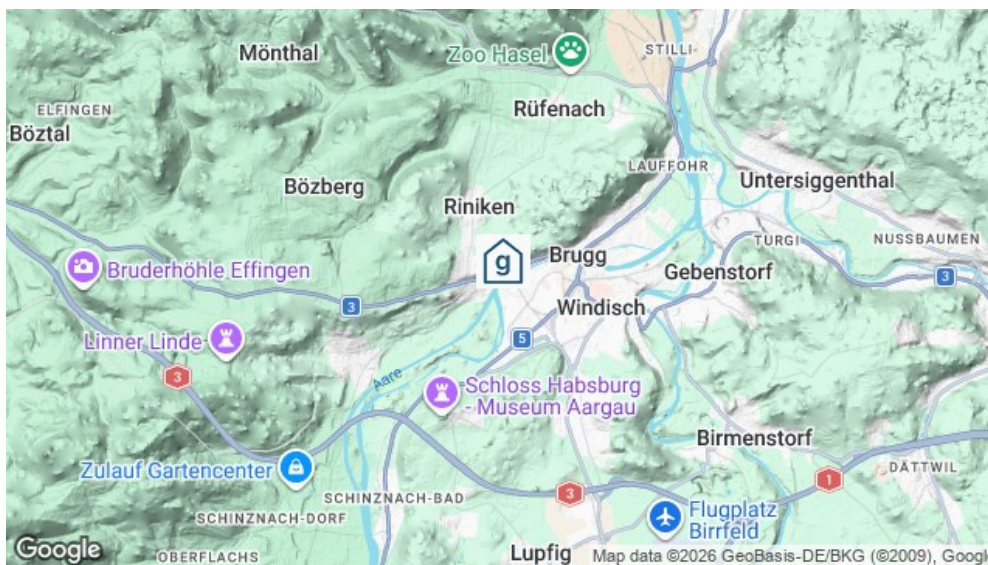 Mönthal
Zoo Hasel
STILLI
ELFINGEN
Böztal
Rüfenach
LAUFFOHR
Bözberg
Untersiggenthal
Riniken
TURGI
NUSSBAUMEN
g
Brugg
Bruderhöhle Effingen
Gebenstorf
3
3
Windisch
Linner Linde
5
3
Aare
Schloss Habsburg
- Museum Aargau
Birmenstorf
Zulauf Gartencenter
DÄTTWIL
1
SCHINZNACH-BAD
3
SCHINZNACH-DORF
Flugplatz
Birrfeld
OBERFLACHS
Lupfig
Google
Map data ©2026 GeoBasis-DE/BKG (©2009), Google